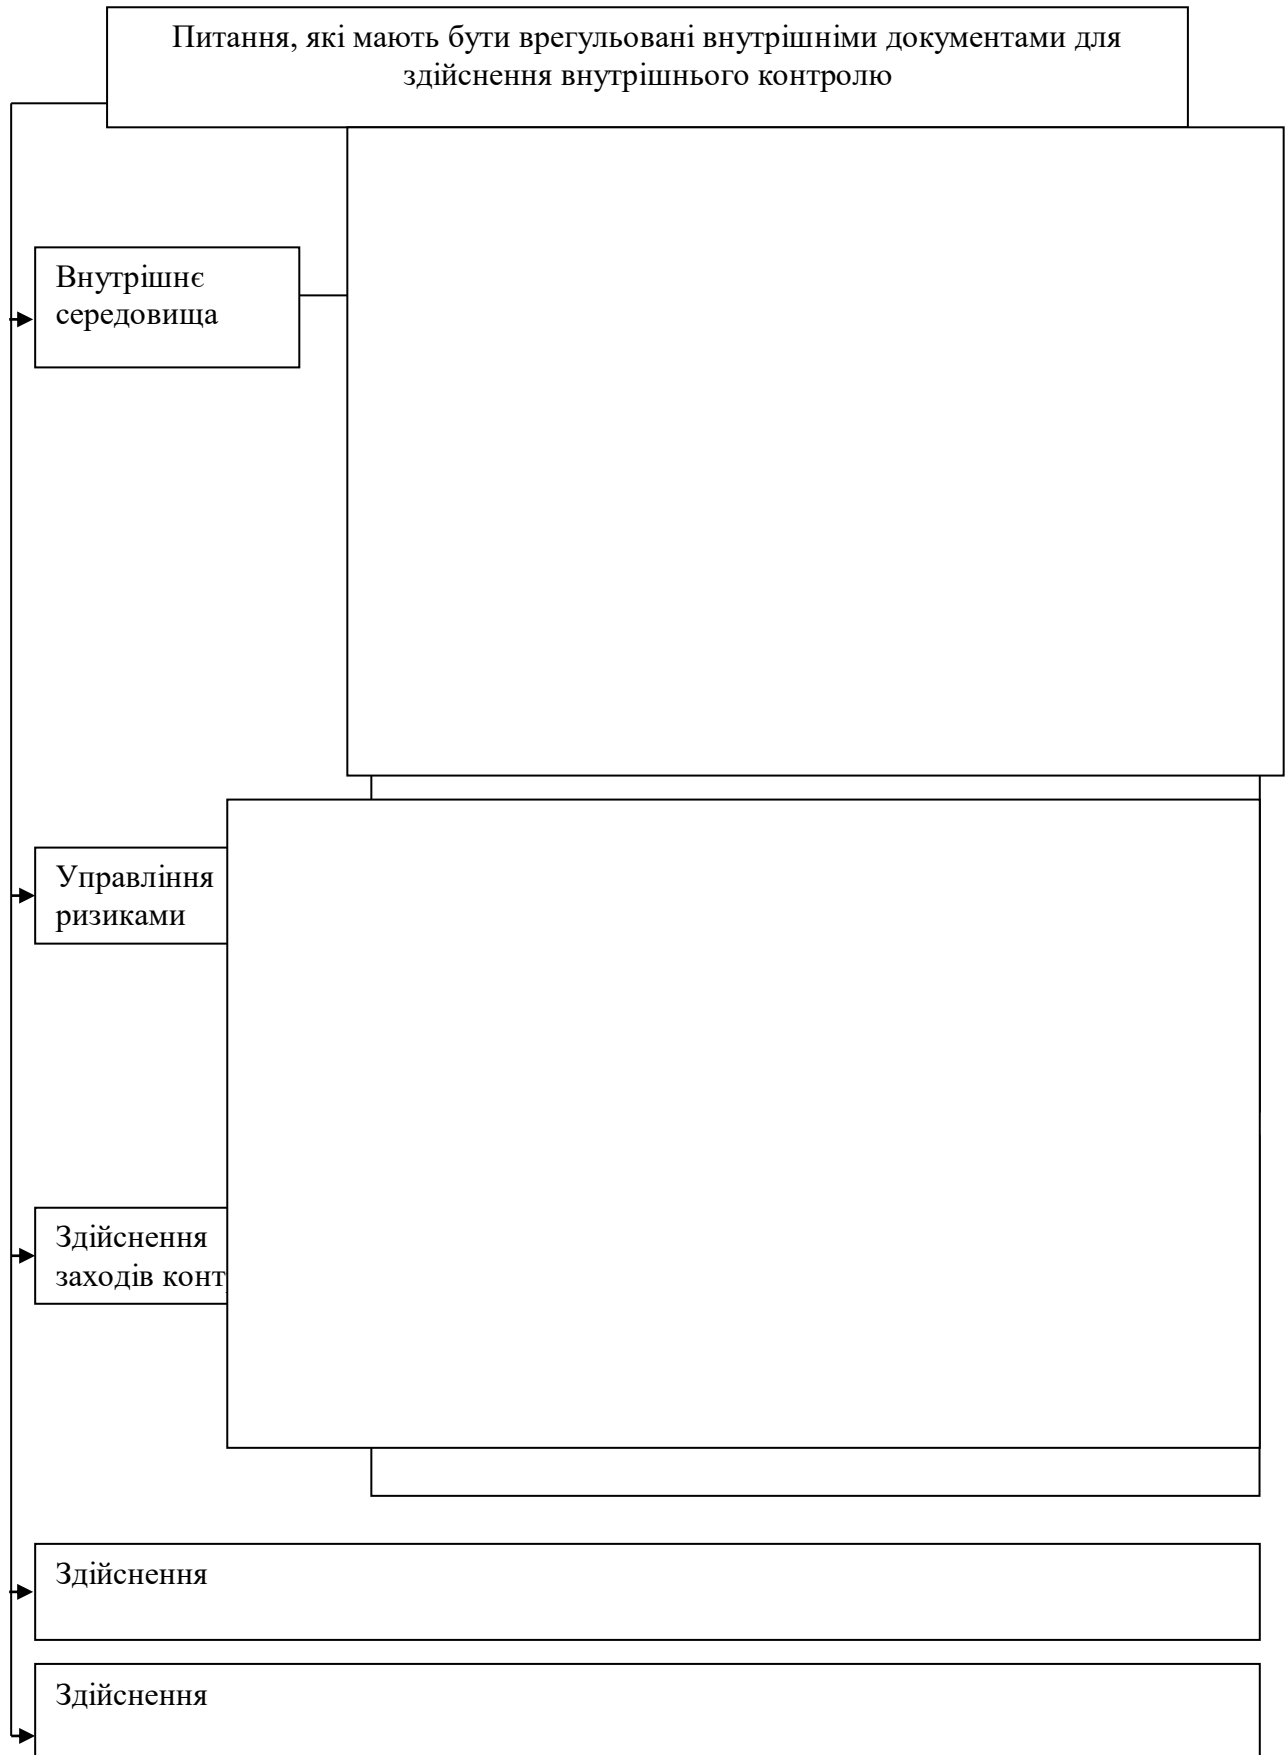 Питання, які мають бути врегульовані внутрішніми документами для
здійснення внутрішнього контролю
Внутрішнє
середовища
Управління
ризиками
Здійснення
заходів конт
Здійснення
Здійснення